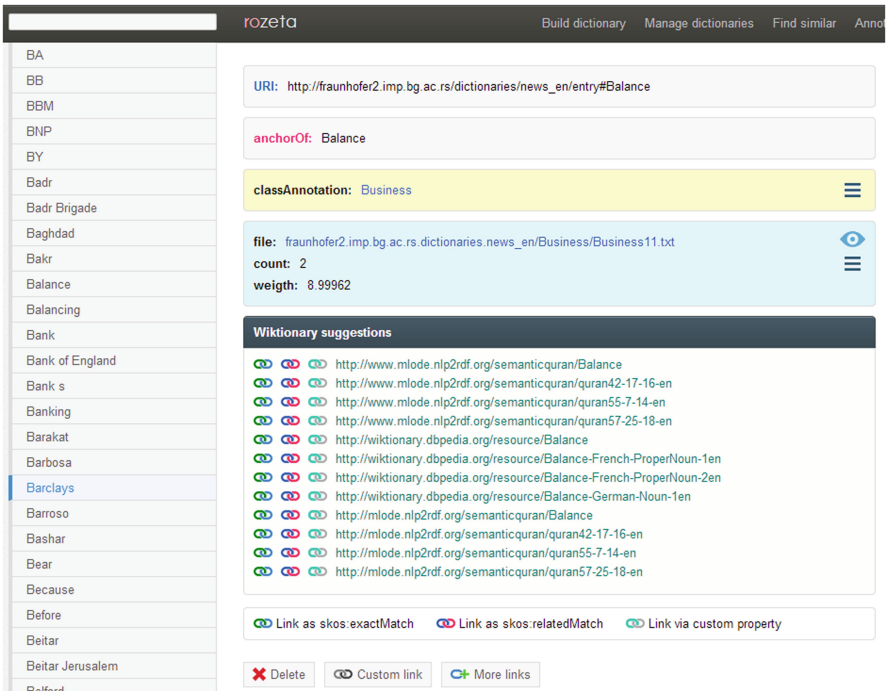 rozeta
Build dictionary Manage dictionaries Find similar
BA
BB
BBM
BNP
BY
Badr
Badr Brigade
Baghdad
Bakr
Balance
Balancing
Bank
Bank of England
Bank s
Banking
Barakat
Barbosa
Barclays
Barroso
Bashar
Bear
Because
Before
Beitar
Beitar Jerusalem
URI: http://fraunhofer2.imp.bg.ac.rs/dictionaries/news_en/entry#Balance
anchorOf: Balance
classAnnotation: Business
file: fraunhofer2.imp.bg.ac.rs.dictionaries.news_en/Business/Business11.txt
count: 2
weigth: 8.99962
Wiktionary suggestions
http://www.mlode.nlp2rdf.org/semanticquran/Balance
http://www.mlode.nlp2rdf.org/semanticquran/quran42-17-16-en
http://www.mlode.nlp2rdf.org/semanticquran/quran55-7-14-en
http://www.mlode.nlp2rdf.org/semanticquran/quran57-25-18-en
http://wiktionary.dbpedia.org/resource/Balance
http://wiktionary.dbpedia.org/resource/Balance-French-ProperNoun-1en
http://wiktionary.dbpedia.org/resource/Balance-French-ProperNoun-2en
http://wiktionary.dbpedia.org/resource/Balance-German-Noun-1en
http://mlode.nlp2rdf.org/semanticquran/Balance
http://mlode.nlp2rdf.org/semanticquran/quran42-17-16-en
http://mlode.nlp2rdf.org/semanticquran/quran55-7-14-en
http://mlode.nlp2rdf.org/semanticquran/quran57-25-18-en
Link as skos:exactMatch Link as skos:relatedMatch Link via custom property
Delete Custom link More links